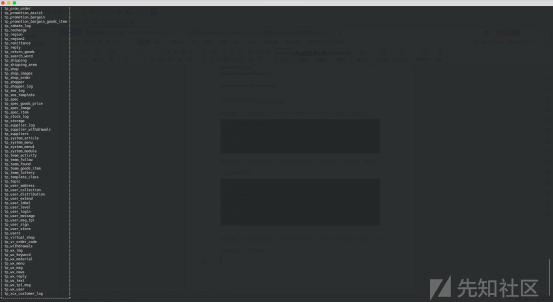 tp_prom_order
tp_promotion_assist
tp_promotion_bargain
tp_promotion_bargain_goods_item
tp_rebate_log
tp_recharge
tp_region
tp_region2
tp_remittance
tp_reply
tp_return_goods
tp_search_word
tp_shipping
tp_shipping_area
tp_shop
tp_shop_images
tp_shop_order
tp_shopper
tp_shopper_log
tp_sms_log
tp_sms_template
tp_spec
tp_spec_goods_price
tp_spec_image
tp_spec_item
tp_stock_log
tp_storage
tp_supplier_log
tp_supplier_withdrawals
tp_suppliers
tp_system_article
tp_system_menu
tp_system_menu1
tp_system_module
tp_team_activity
tp_team_follow
tp_team_found
tp_team_goods_item
tp_team_lottery
tp_template_class
tp_topic
tp_user_address
tp_user_collection
tp_user_distribution
tp_user_extend
tp_user_label
tp_user_level
tp_user_login
tp_user_message
tp_user_msg_tpl
tp_user_sign
tp_user_store
tp_users
tp_virtual_shop
tp_vr_order_code
tp_withdrawals
tp_wx_img
tp_wx_keyword
tp_wx_material
tp_wx_menu
tp_wx_msg
tp_wx_news
tp_wx_reply
tp_wx_text
tp_wx_tpl_msg
tp_wx_user
先知社区